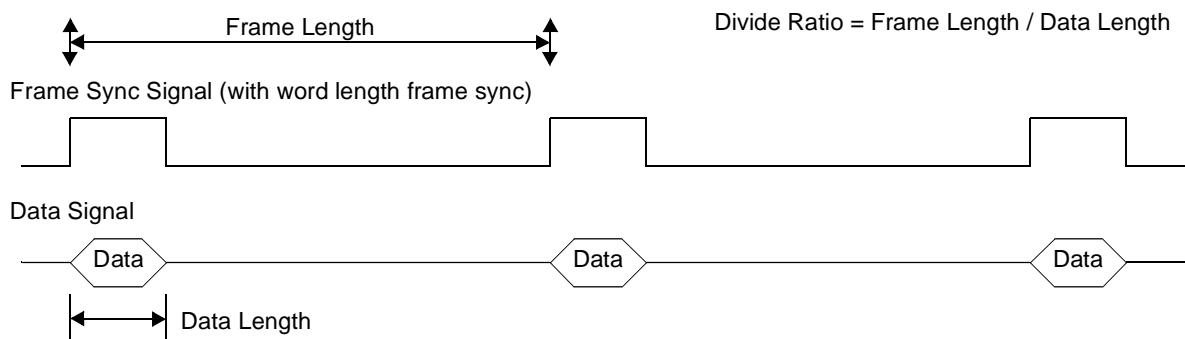 Frame Length
Divide Ratio = Frame Length / Data Length
Frame Sync Signal (with word length frame sync)
Data Signal
Data
Data
Data
Data Length